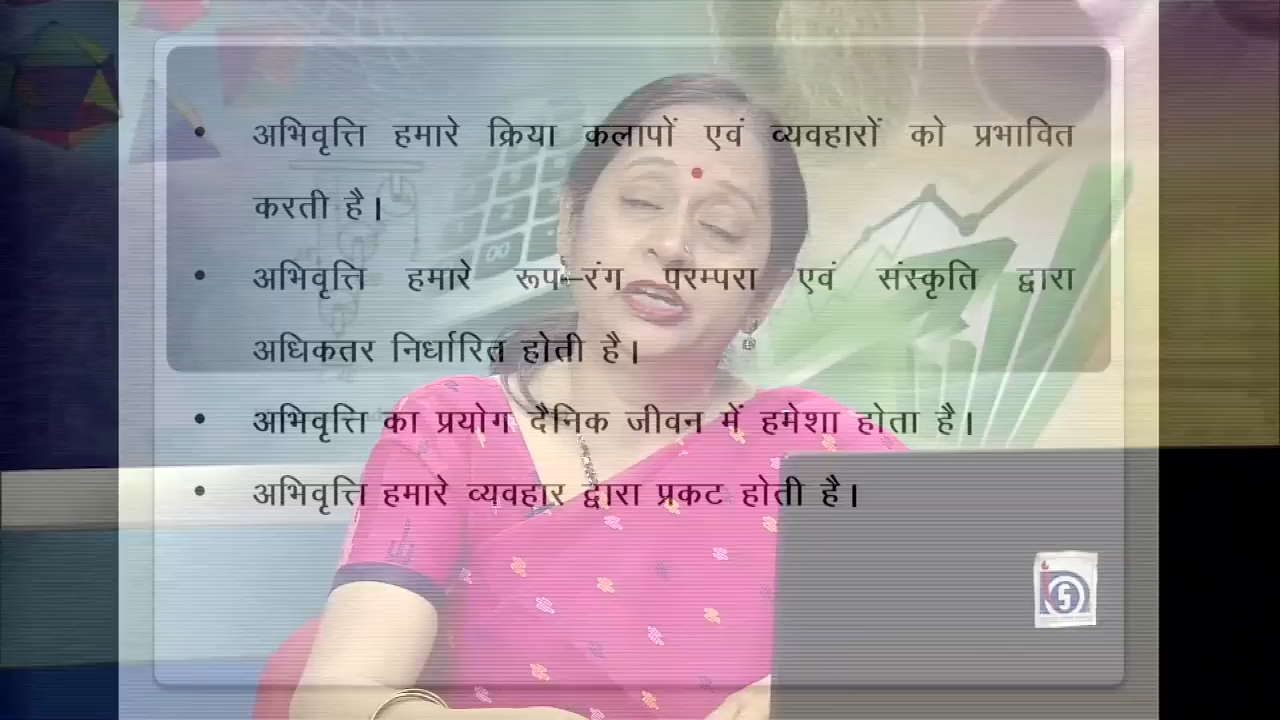 • अभिवृत्ति हमारे क्रिया कलापों एवं व्यवहारों को प्रभावित
करती है।
• अभिवृत्ति हमारे रूप–रंग परम्परा एवं संस्कृति द्वारा
अधिकतर निर्धारित होती है।
• अभिवृत्ति का प्रयोग दैनिक जीवन में हमेशा होता है।
• अभिवृत्ति हमारे व्यवहार द्वारा प्रकट होती है।